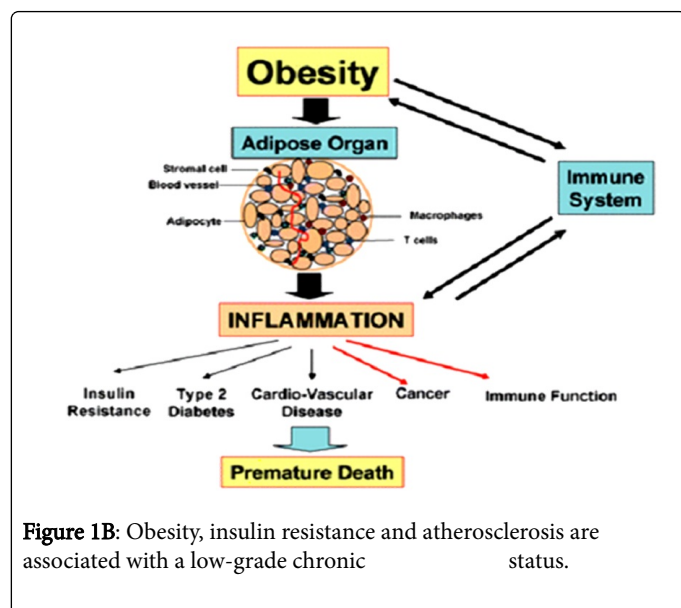 Obesity
Adipose Organ
Stromal cell
Blood vessel
Adipocyte
Macrophages
T cells
Immune
System
INFLAMMATION
Insulin
Resistance
Type 2
Diabetes
Cardio-Vascular
Disease
Cancer
Immune Function
Premature Death
Figure 1B: Obesity, insulin resistance and atherosclerosis are
associated with a low-grade chronic status.